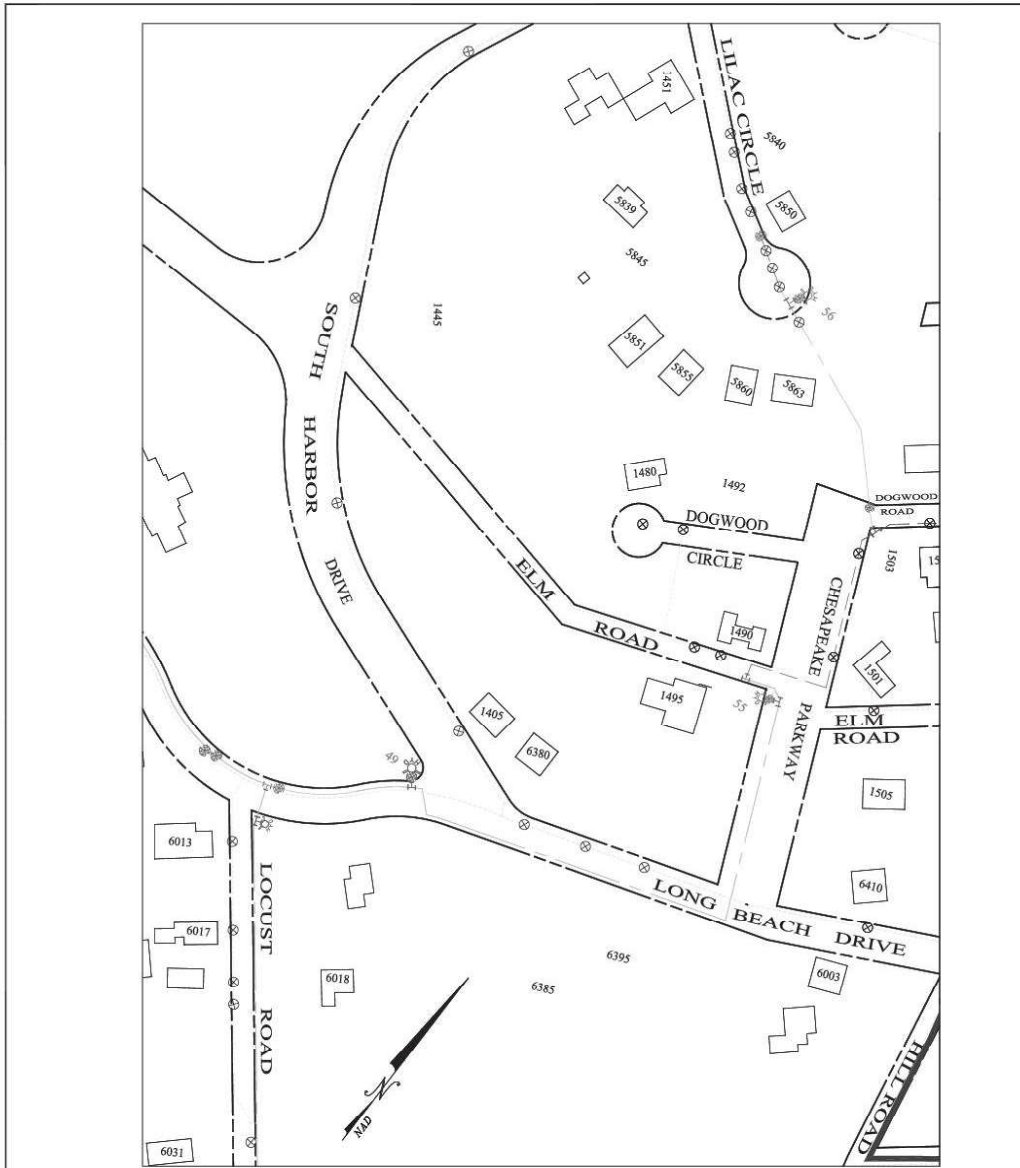 1451
LILAC CIRCLE
5840
5839
5850
5845
56
1445
SOUTH
HARBOR
DRIVE
5851
5855
5860
5863
1480
1492
DOGWOOD
CIRCLE
DOGWOOD
ROAD
1503
15
CHESAPEAKE
PARKWAY
ELM
ROAD
1490
1501
1495
55
ELM
ROAD
1405
6380
49
1505
6013
6410
LONG BEACH DRIVE
LOCUST
ROAD
6017
6395
6018
6385
6003
HILL ROAD
N
NAD
6031